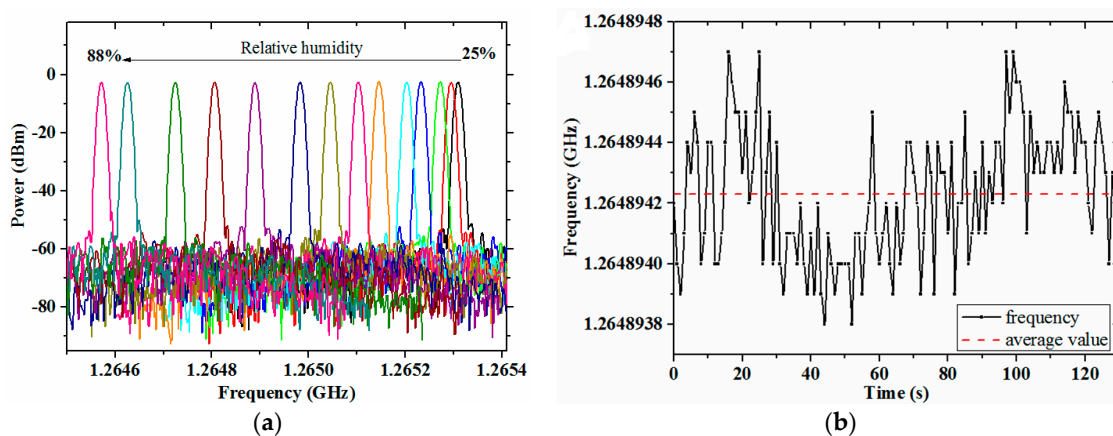 Relative humidity
88%
25%
0
-20
-40
-60
-80
Power (dBm)
1.2646
1.2648
1.2650
1.2652
1.2654
Frequency (GHz)
(a)
1.2648948
1.2648946
1.2648944
1.2648942
1.2648940
1.2648938
Frequency (GHz)
frequency
average value
0
20
40
60
80
100
120
Time (s)
(b)